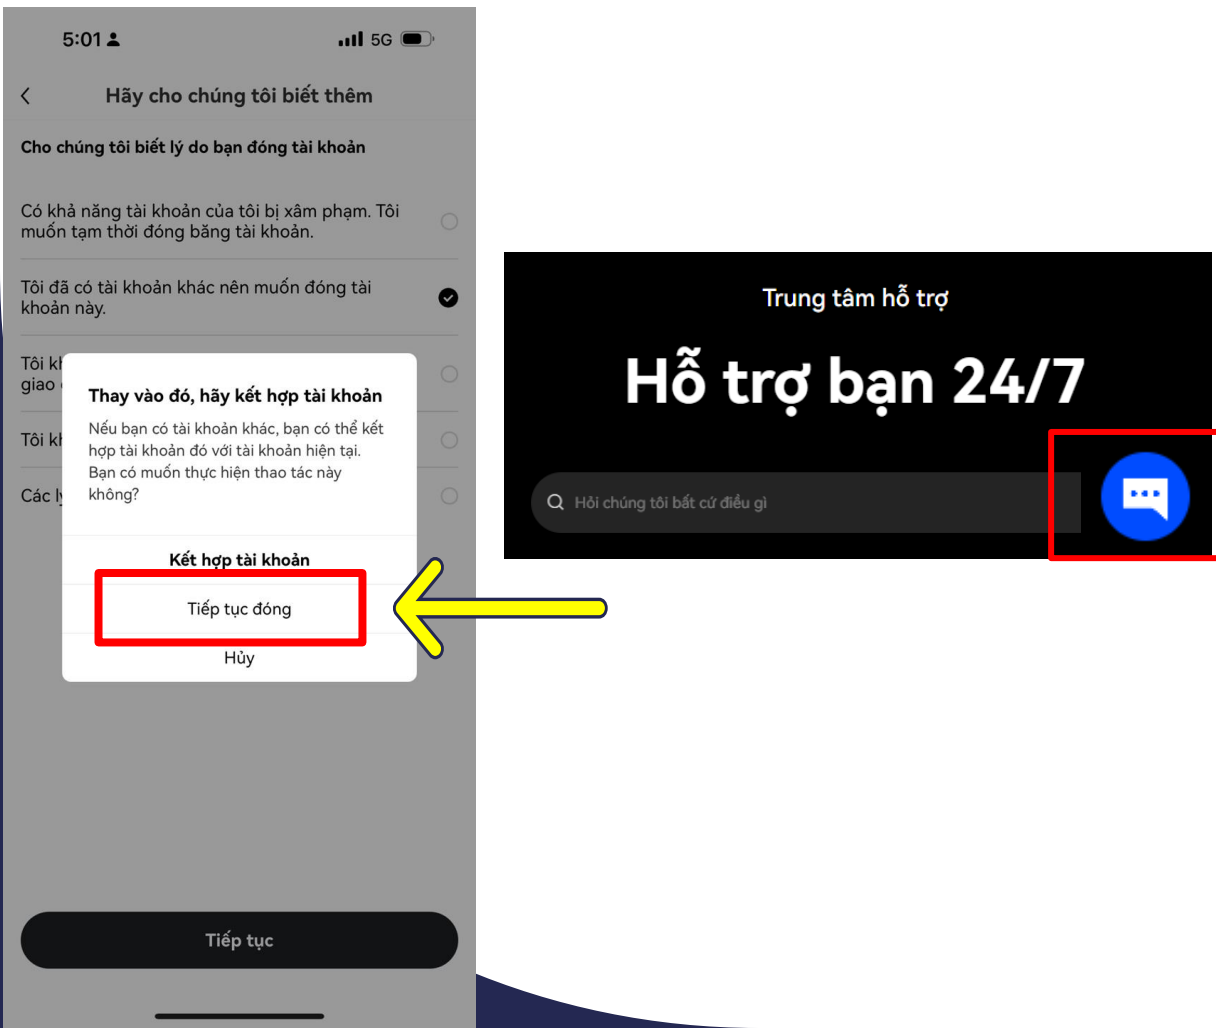 5:01
5G
Hãy cho chúng tôi biết thêm
Cho chúng tôi biết lý do bạn đóng tài khoản
Có khả năng tài khoản của tôi bị xâm phạm. Tôi
muốn tạm thời đóng băng tài khoản.
Tôi đã có tài khoản khác nên muốn đóng tài
khoản này.
Tôi
giao
Thay vào đó, hãy kết hợp tài khoản
Nếu bạn có tài khoản khác, bạn có thể kết
hợp tài khoản đó với tài khoản hiện tại.
Bạn có muốn thực hiện thao tác này
không?
Tôi
Các
Kết hợp tài khoản
Tiếp tục đóng
Hủy
Tiếp tục
Trung tâm hỗ trợ
Hỗ trợ bạn 24/7
Hỏi chúng tôi bất cứ điều gì